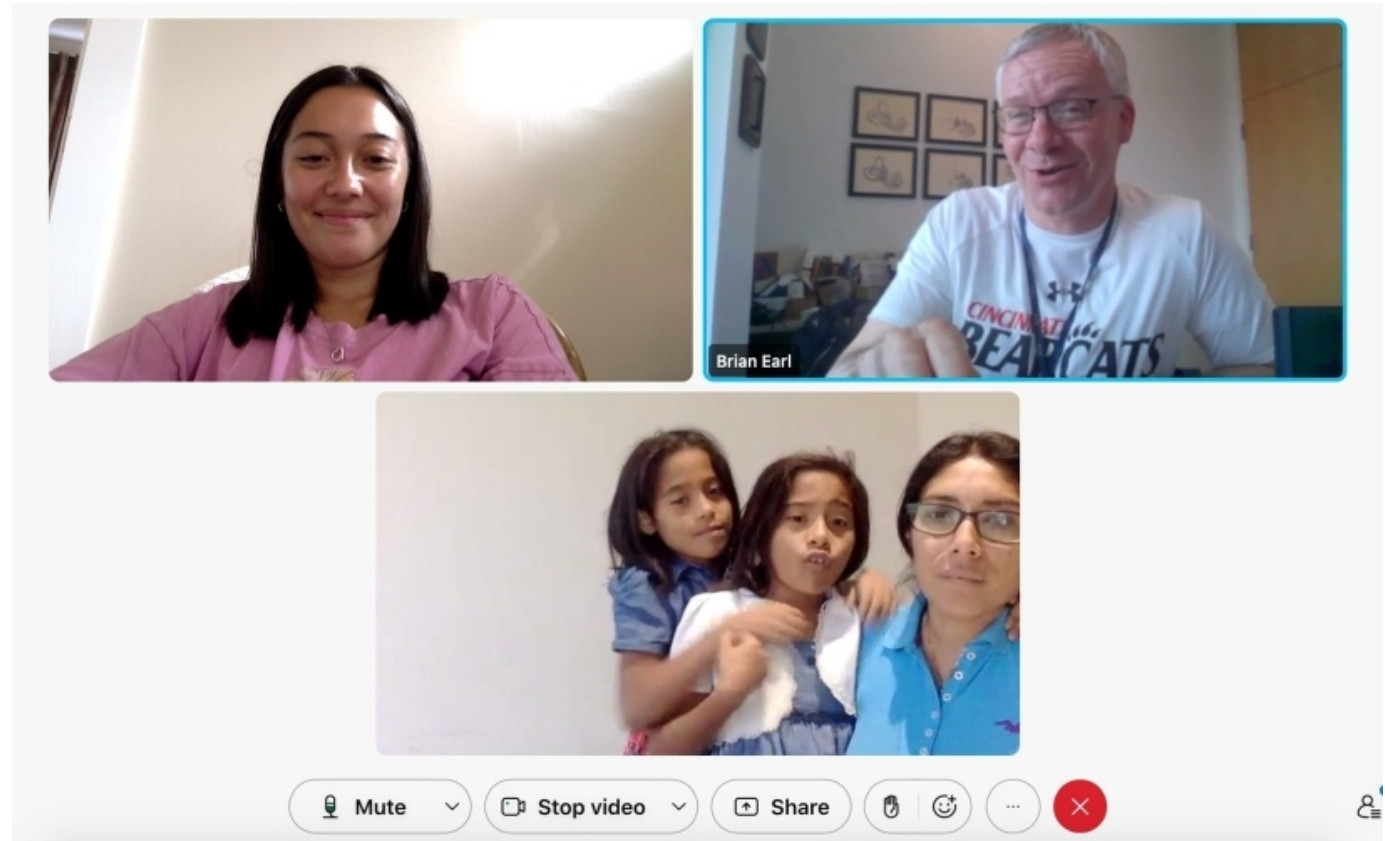 Brian Earl
CINCINNATI
BEARCATS
Mute
Stop video
Share